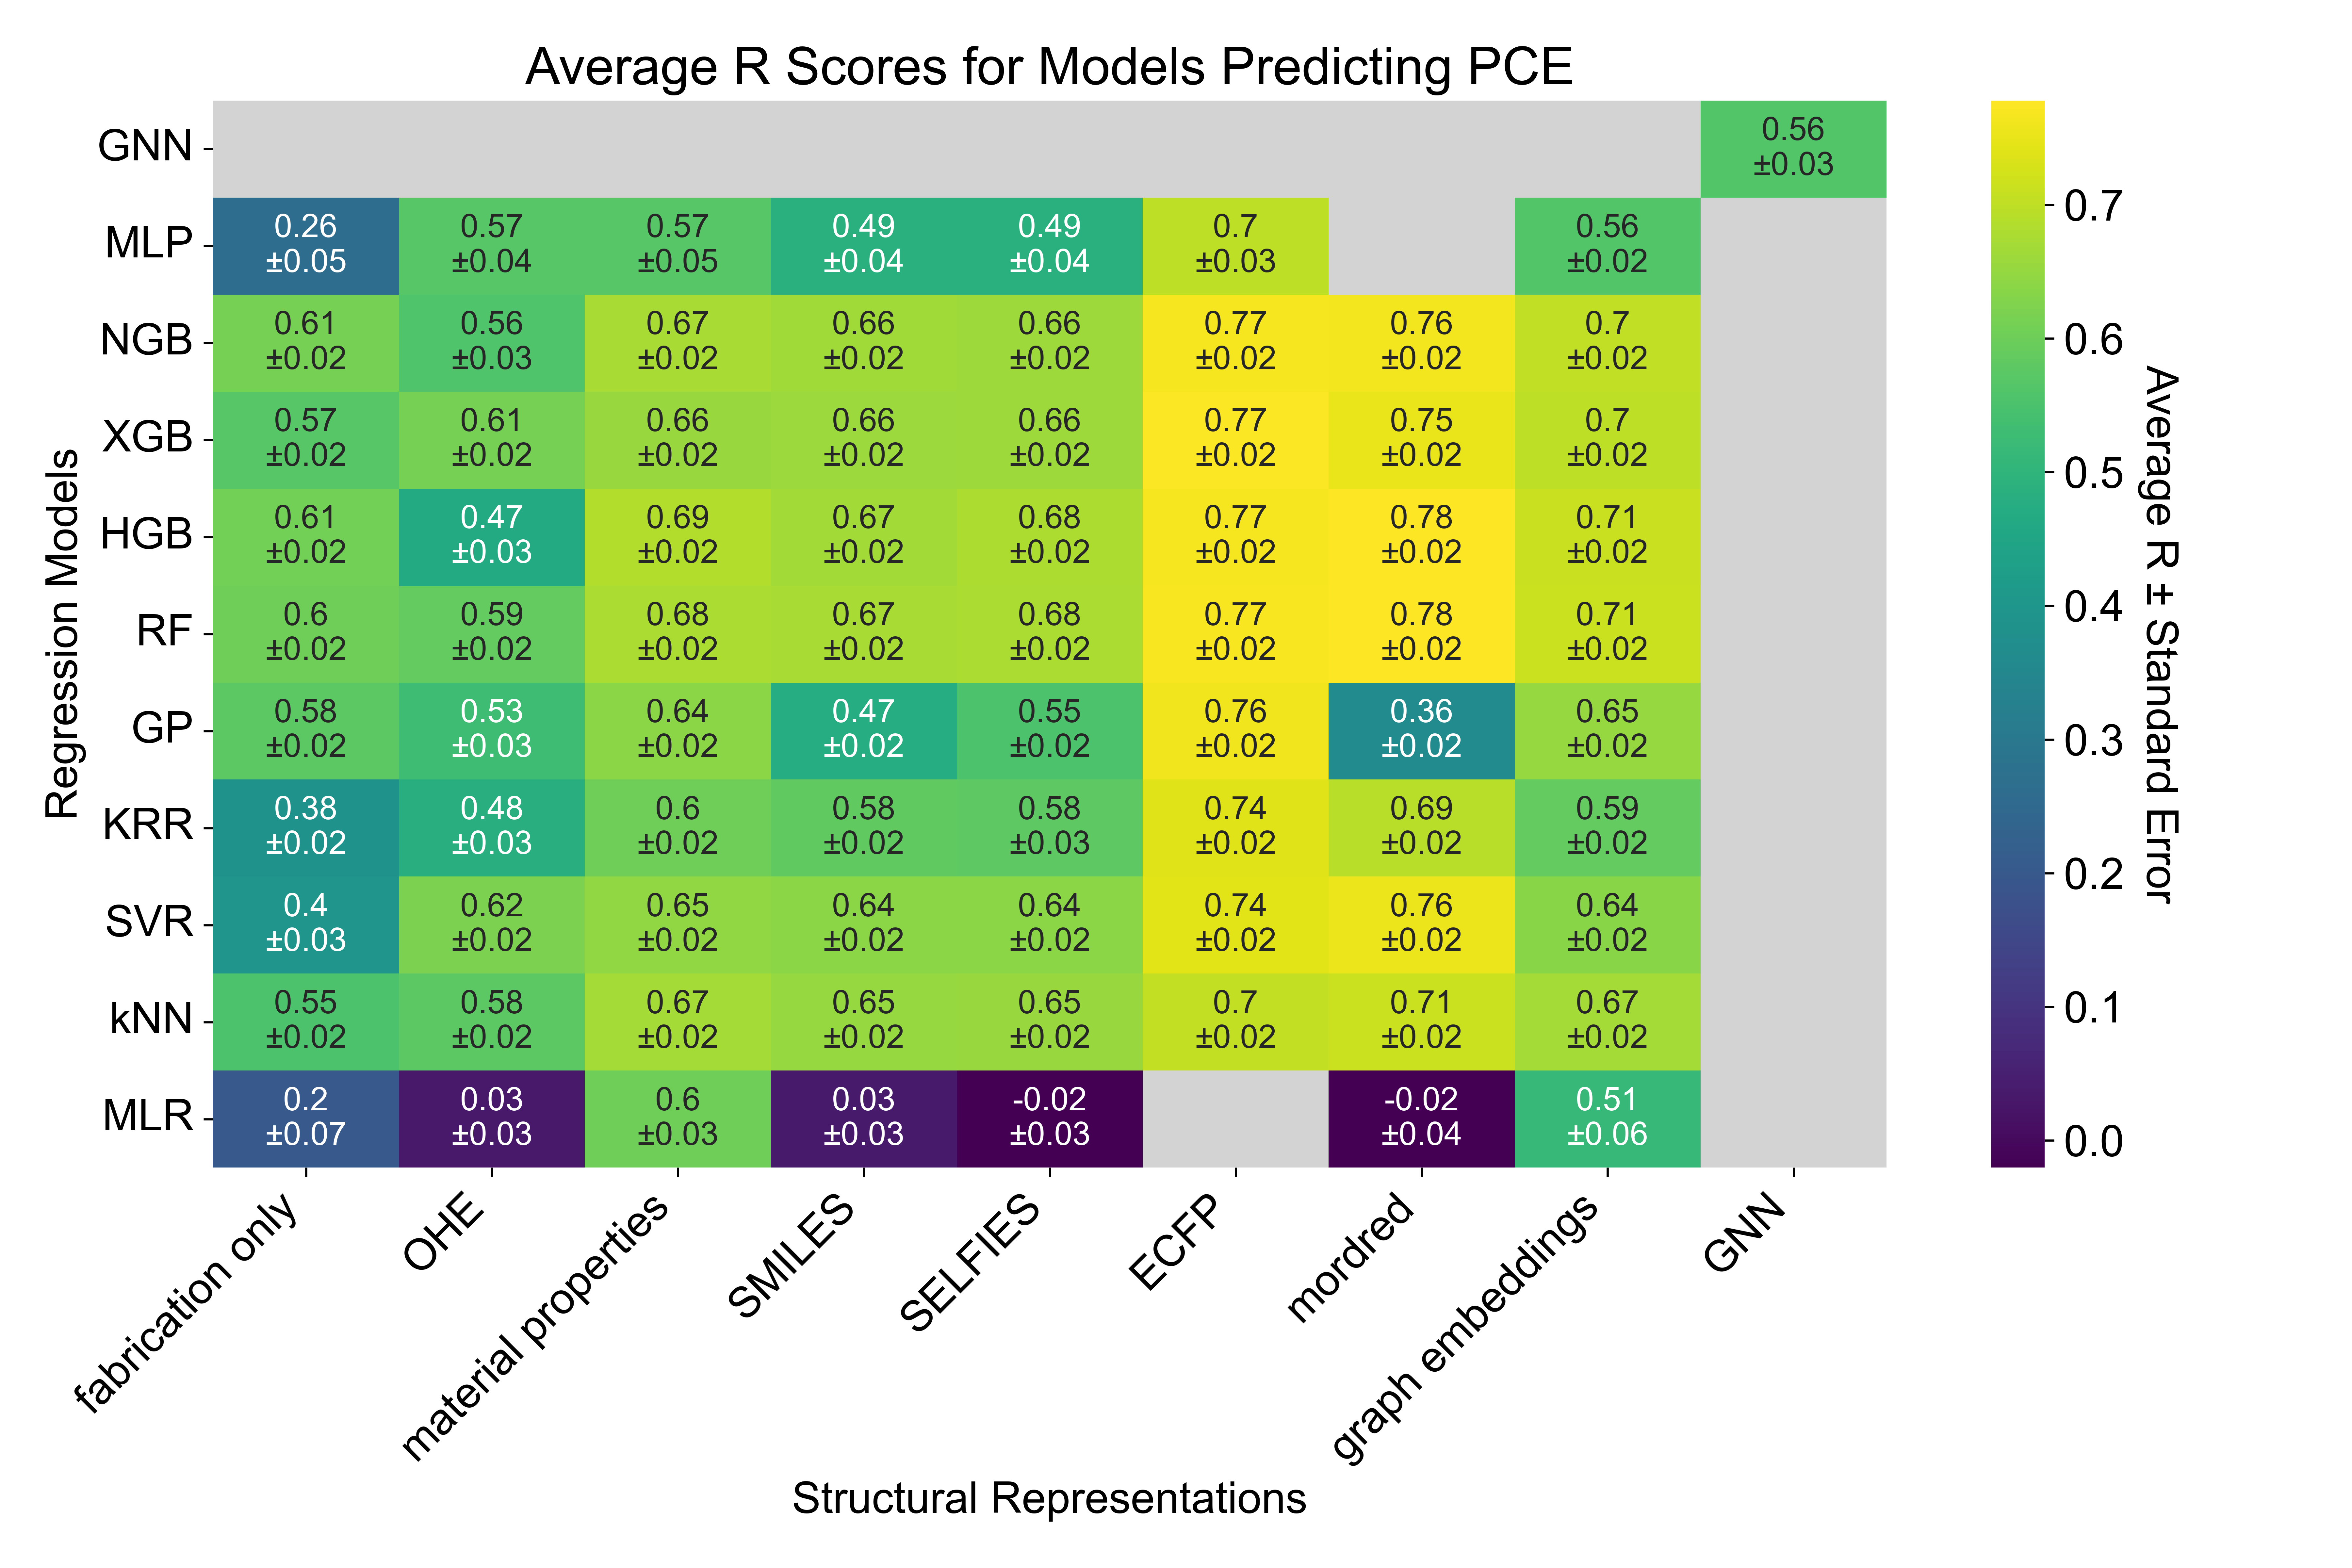 Average R Scores for Models Predicting PCE
Regression Models
GNN
0.56
±0.03
MLP
0.26 0.57 0.57 0.49 0.49 0.7 0.56
±0.05 ±0.04 ±0.05 ±0.04 ±0.04 ±0.03 ±0.02
NGB
0.61 0.56 0.67 0.66 0.66 0.77 0.76 0.7
±0.02 ±0.03 ±0.02 ±0.02 ±0.02 ±0.02 ±0.02 ±0.02
XGB
0.57 0.61 0.66 0.66 0.66 0.77 0.75 0.7
±0.02 ±0.02 ±0.02 ±0.02 ±0.02 ±0.02 ±0.02 ±0.02
HGB
0.61 0.47 0.69 0.67 0.68 0.77 0.78 0.71
±0.02 ±0.03 ±0.02 ±0.02 ±0.02 ±0.02 ±0.02 ±0.02
RF
0.6 0.59 0.68 0.67 0.68 0.77 0.78 0.71
±0.02 ±0.02 ±0.02 ±0.02 ±0.02 ±0.02 ±0.02 ±0.02
GP
0.58 0.53 0.64 0.47 0.55 0.76 0.36 0.65
±0.02 ±0.03 ±0.02 ±0.02 ±0.02 ±0.02 ±0.02 ±0.02
KRR
0.38 0.48 0.6 0.58 0.58 0.74 0.69 0.59
±0.02 ±0.03 ±0.02 ±0.02 ±0.03 ±0.02 ±0.02 ±0.02
SVR
0.4 0.62 0.65 0.64 0.64 0.74 0.76 0.64
±0.03 ±0.02 ±0.02 ±0.02 ±0.02 ±0.02 ±0.02 ±0.02
kNN
0.55 0.58 0.67 0.65 0.65 0.7 0.71 0.67
±0.02 ±0.02 ±0.02 ±0.02 ±0.02 ±0.02 ±0.02 ±0.02
MLR
0.2 0.03 0.6 0.03 -0.02 -0.02 0.51
±0.07 ±0.03 ±0.03 ±0.03 ±0.03 ±0.04 ±0.06
fabrication only
OHE
material properties
SMILES
SELFIES
ECFP
mordred
graph embeddings
GNN
Structural Representations
0.7
0.6
0.5
0.4
0.3
0.2
0.1
0.0
Average R ± Standard Error